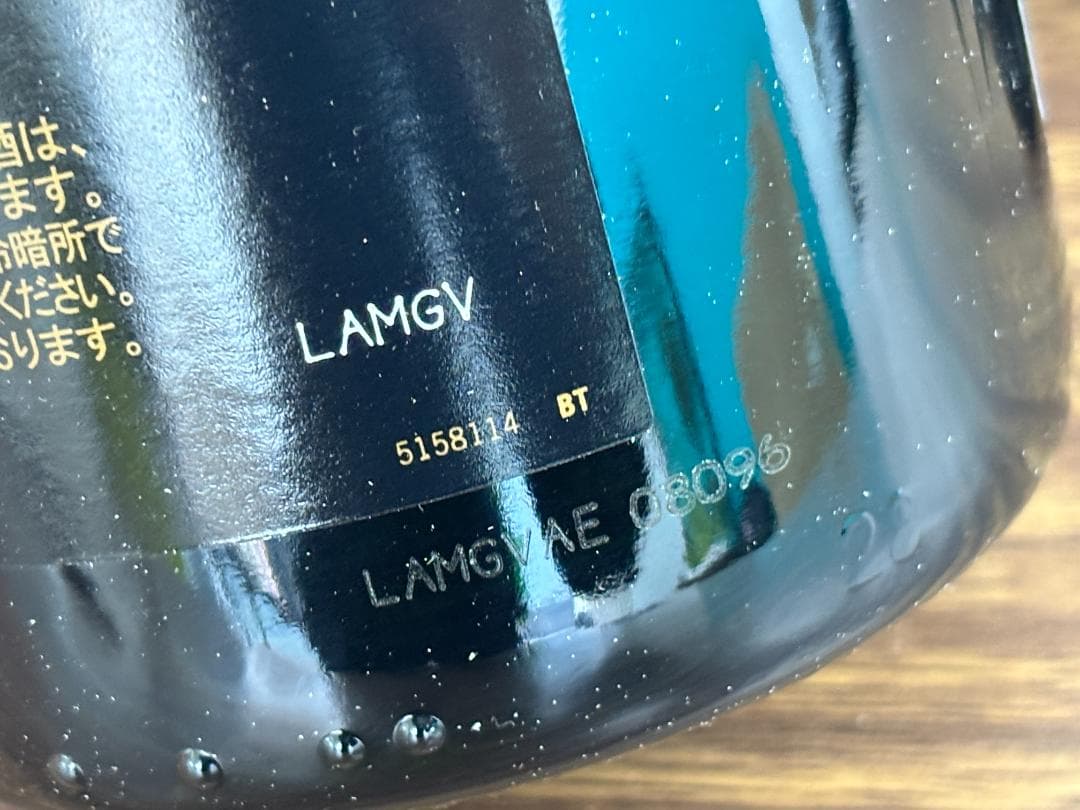 酒は、
ます。
冷暗所で
ください。
おります。
LAMGV
5158114 BT
LAMGVAE 08096